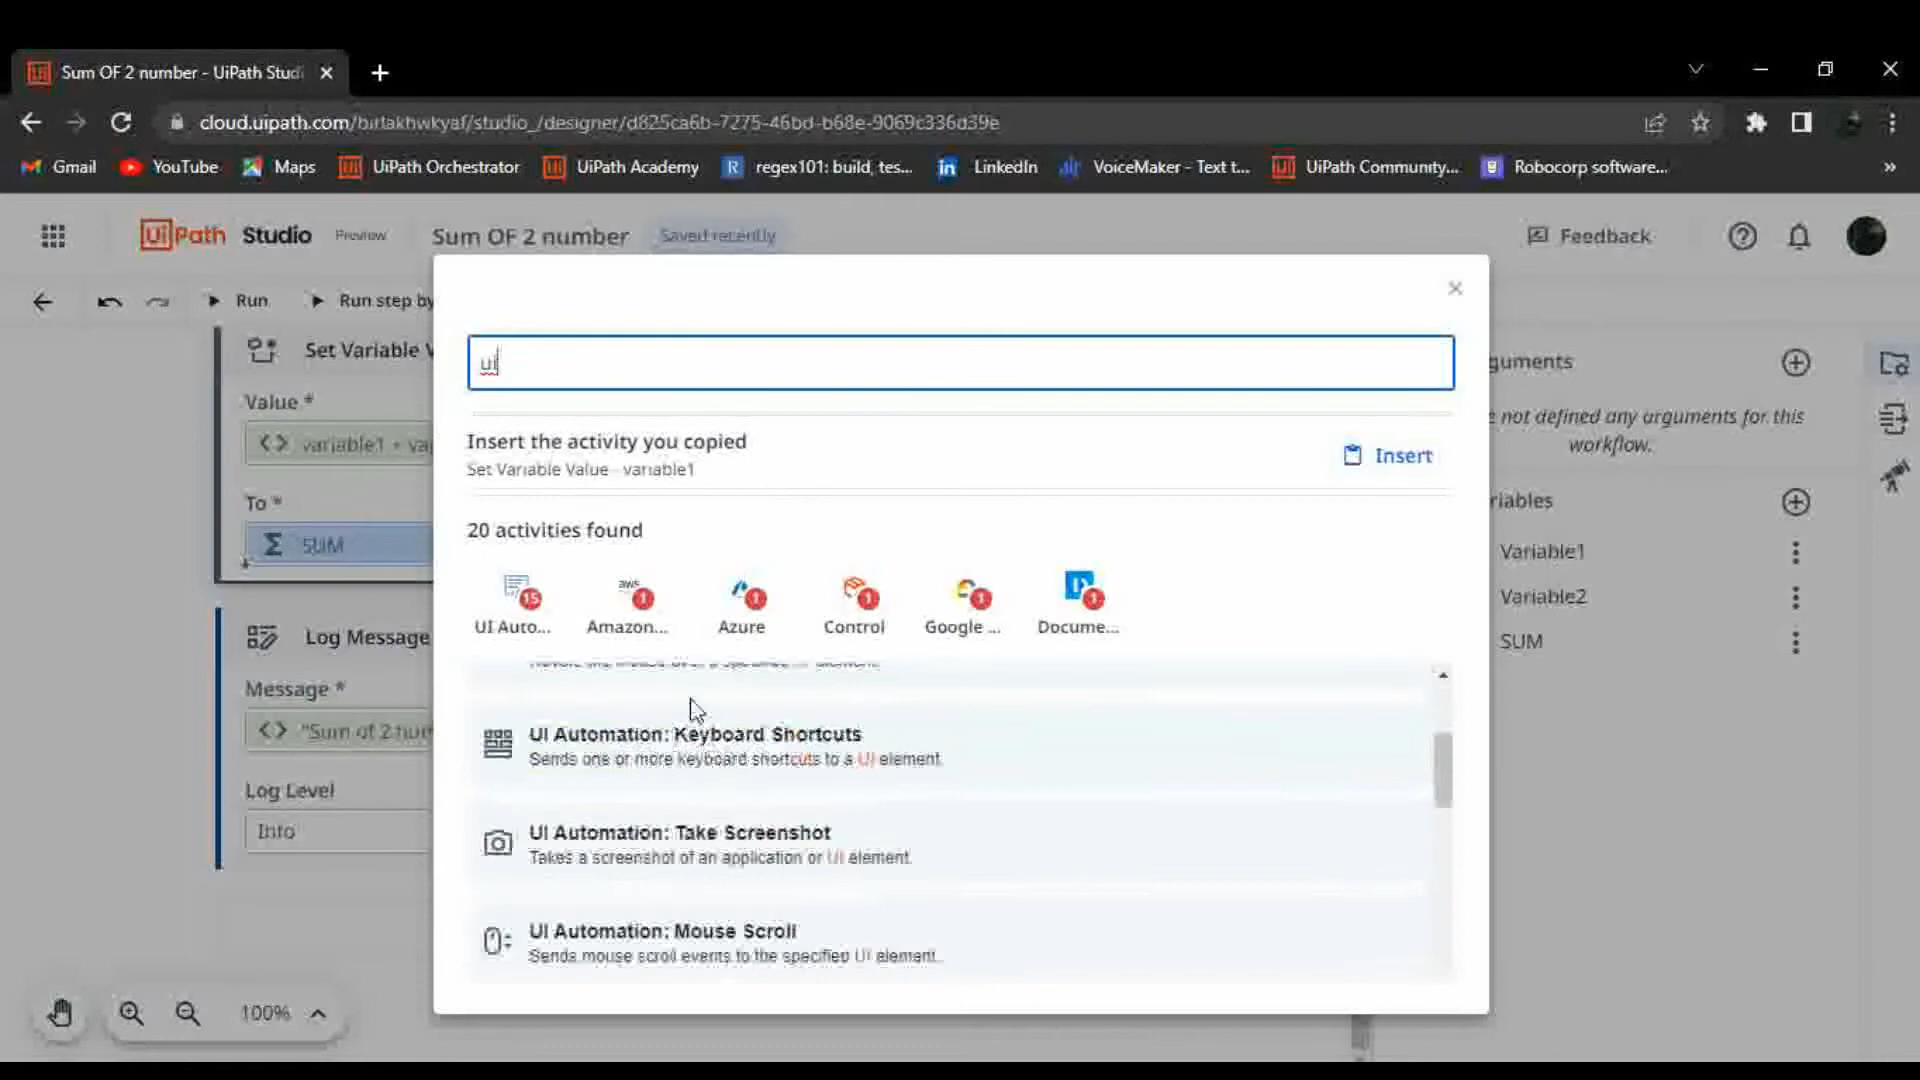 Sum OF 2 number - UiPath Studi
cloud.uipath.com/birlakhwkyaf/studio_/designer/d825ca6b-7275-46bd-b68e-9069c336d39e
Gmail YouTube Maps UiPath Orchestrator UiPath Academy regex101: build, tes... LinkedIn VoiceMaker - Text t... UiPath Community... Robocorp software... »
UiPath Studio Preview Sum OF 2 number Saved recently Feedback
Run Run step by
ui
Set Variable V
Value *
variable1 + va
To *
SUM
Log Message
Message *
"Sum of 2 num
Log Level
Info
100%
Insert the activity you copied
Set Variable Value - variable1
Insert
20 activities found
15 1 1 1 1 1
UI Auto... Amazon... Azure Control Google ... Docume...
UI Automation: Keyboard Shortcuts
Sends one or more keyboard shortcuts to a UI element.
UI Automation: Take Screenshot
Takes a screenshot of an application or UI element.
UI Automation: Mouse Scroll
Sends mouse scroll events to the specified UI element.
guments
e not defined any arguments for this
workflow.
riables
Variable1
Variable2
SUM